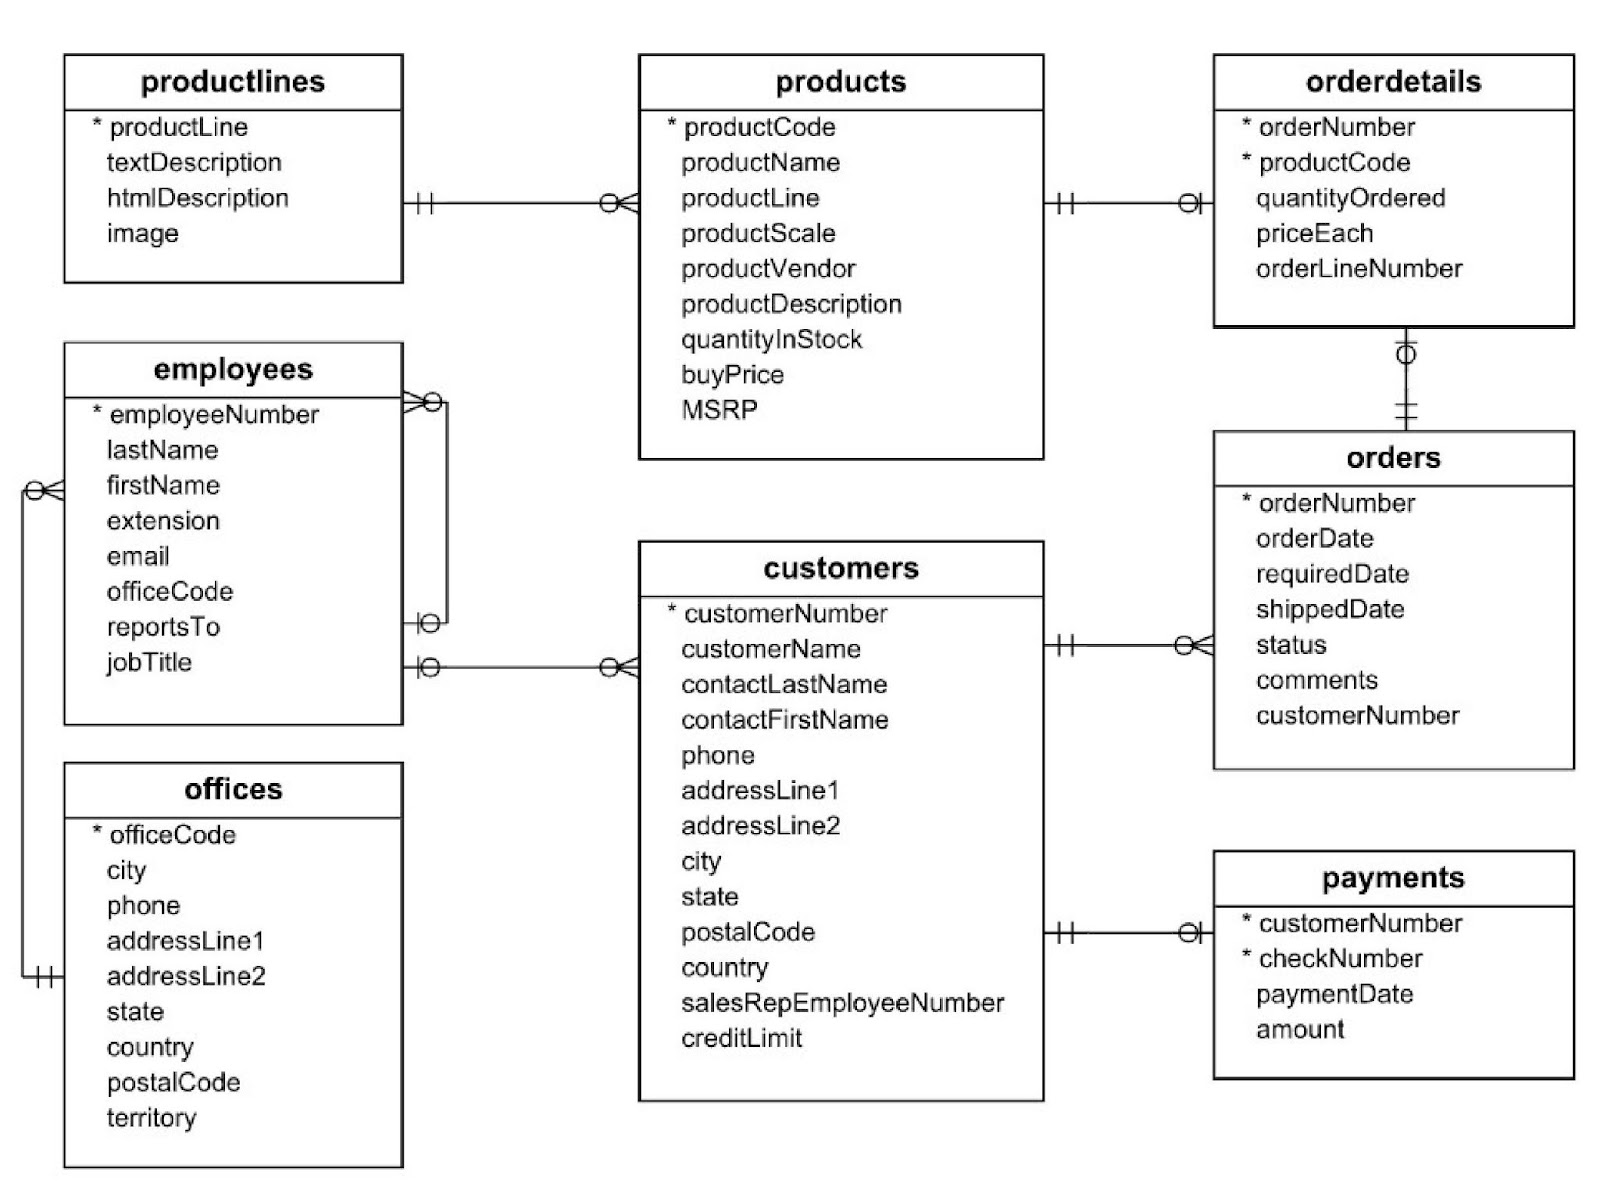 productlines
* productLine
textDescription
htmlDescription
image
products
* productCode
productName
productLine
productScale
productVendor
productDescription
quantityInStock
buyPrice
MSRP
orderdetails
* orderNumber
* productCode
quantityOrdered
priceEach
orderLineNumber
employees
* employeeNumber
lastName
firstName
extension
email
officeCode
reportsTo
jobTitle
customers
* customerNumber
customerName
contactLastName
contactFirstName
phone
addressLine1
addressLine2
city
state
postalCode
country
salesRepEmployeeNumber
creditLimit
orders
* orderNumber
orderDate
requiredDate
shippedDate
status
comments
customerNumber
offices
* officeCode
city
phone
addressLine1
addressLine2
state
country
postalCode
territory
payments
* customerNumber
* checkNumber
paymentDate
amount